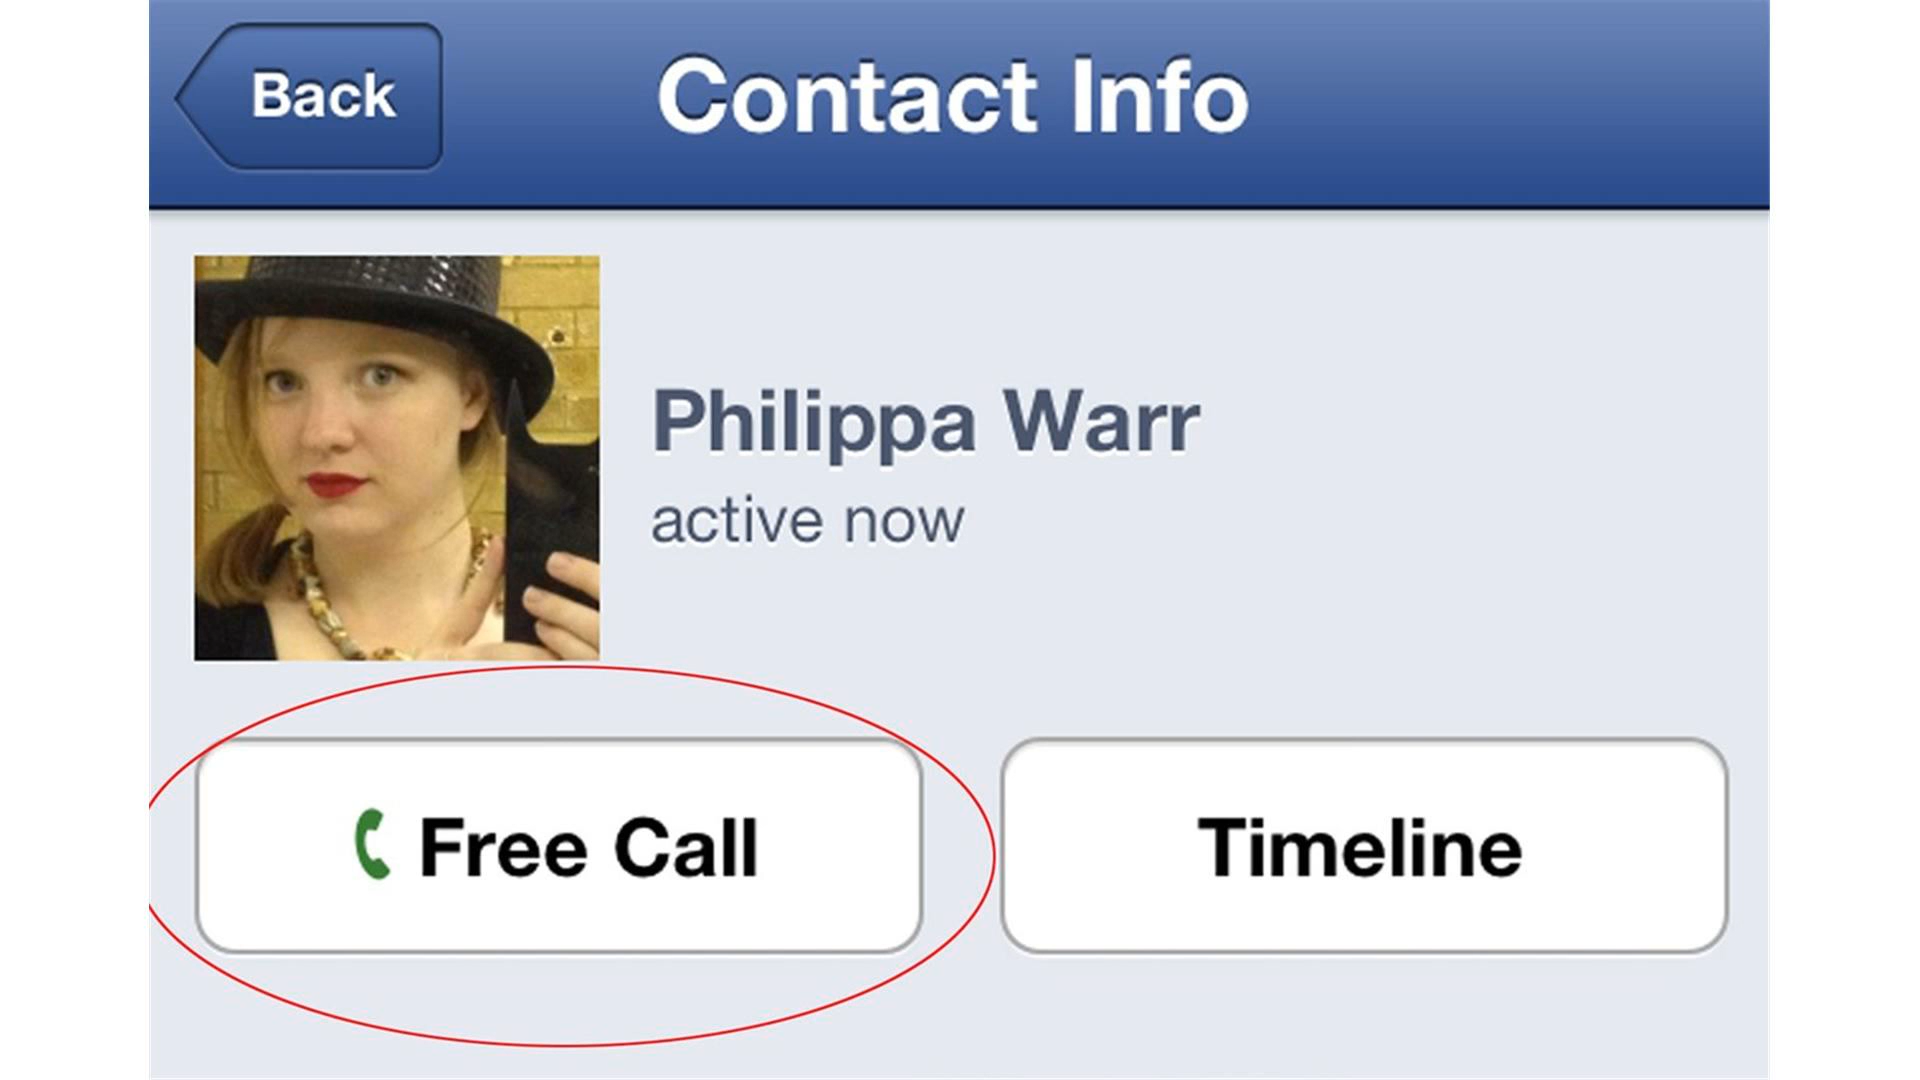 Back
Contact Info
Philippa Warr
active now
Free Call
Timeline